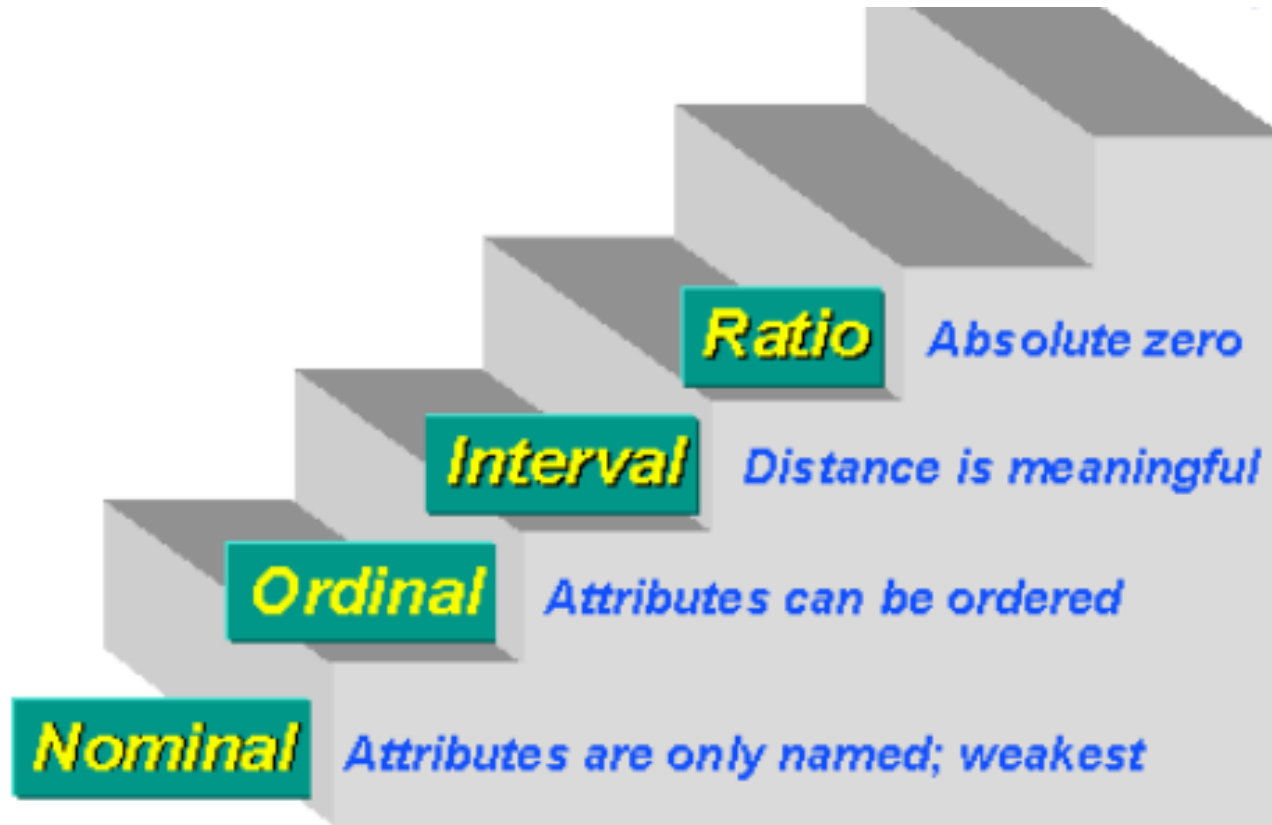 Ratio Absolute zero
Interval Distance is meaningful
Ordinal Attributes can be ordered
Nominal Attributes are only named; weakest